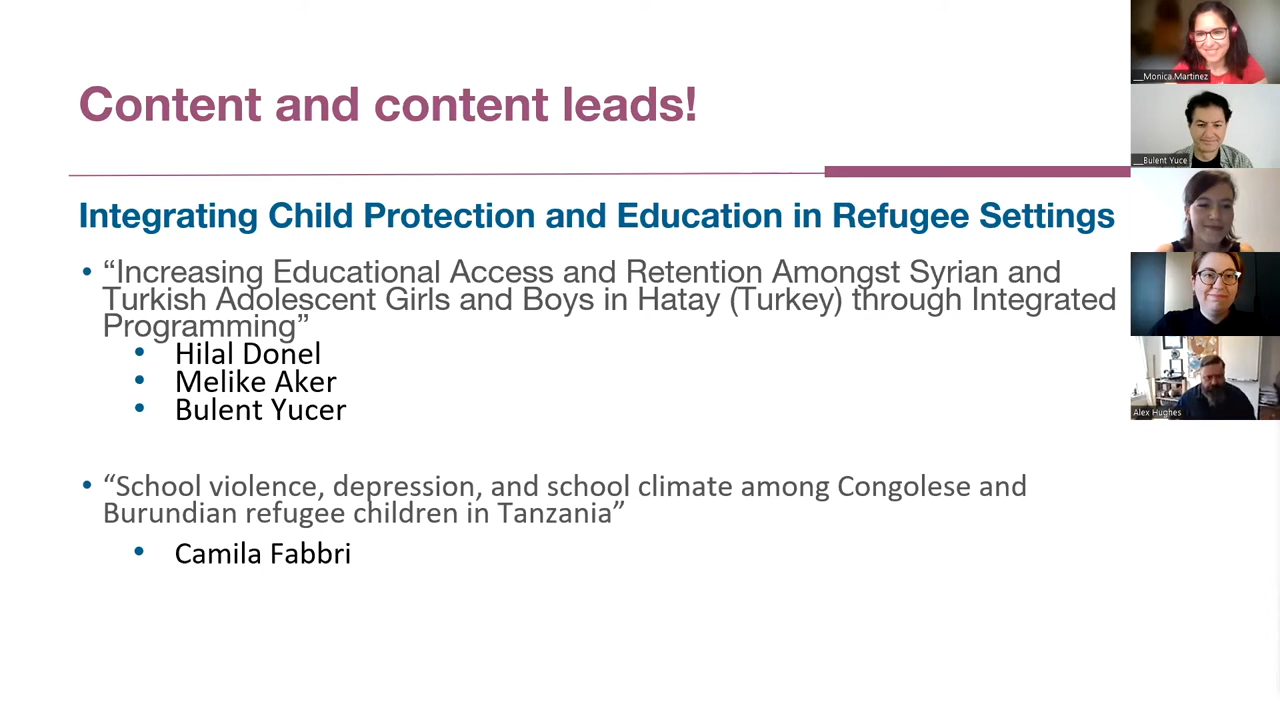 Content and content leads!
Integrating Child Protection and Education in Refugee Settings
• “Increasing Educational Access and Retention Amongst Syrian and
Turkish Adolescent Girls and Boys in Hatay (Turkey) through Integrated
Programming”
• Hilal Donel
• Melike Aker
• Bulent Yucer
• “School violence, depression, and school climate among Congolese and
Burundian refugee children in Tanzania”
• Camila Fabbri
__Monica.Martinez
__Bulent Yuce
Alex Hughes